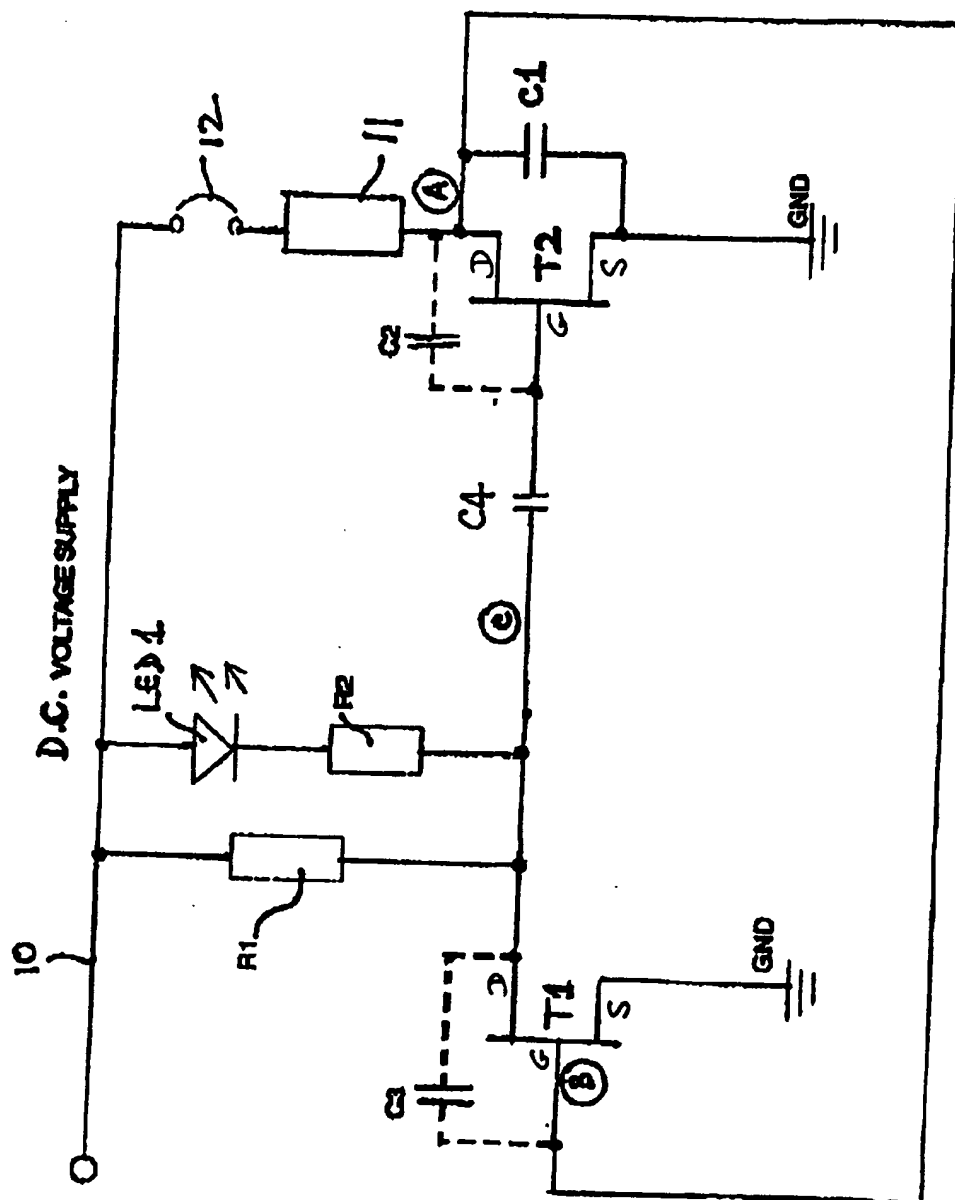 12
11
A
C1
D
T2
G
S
GND
C2
D.C. VOLTAGE SUPPLY
C4
C
LED 1
R2
10
R1
C3
D
T1
G
S
B
GND